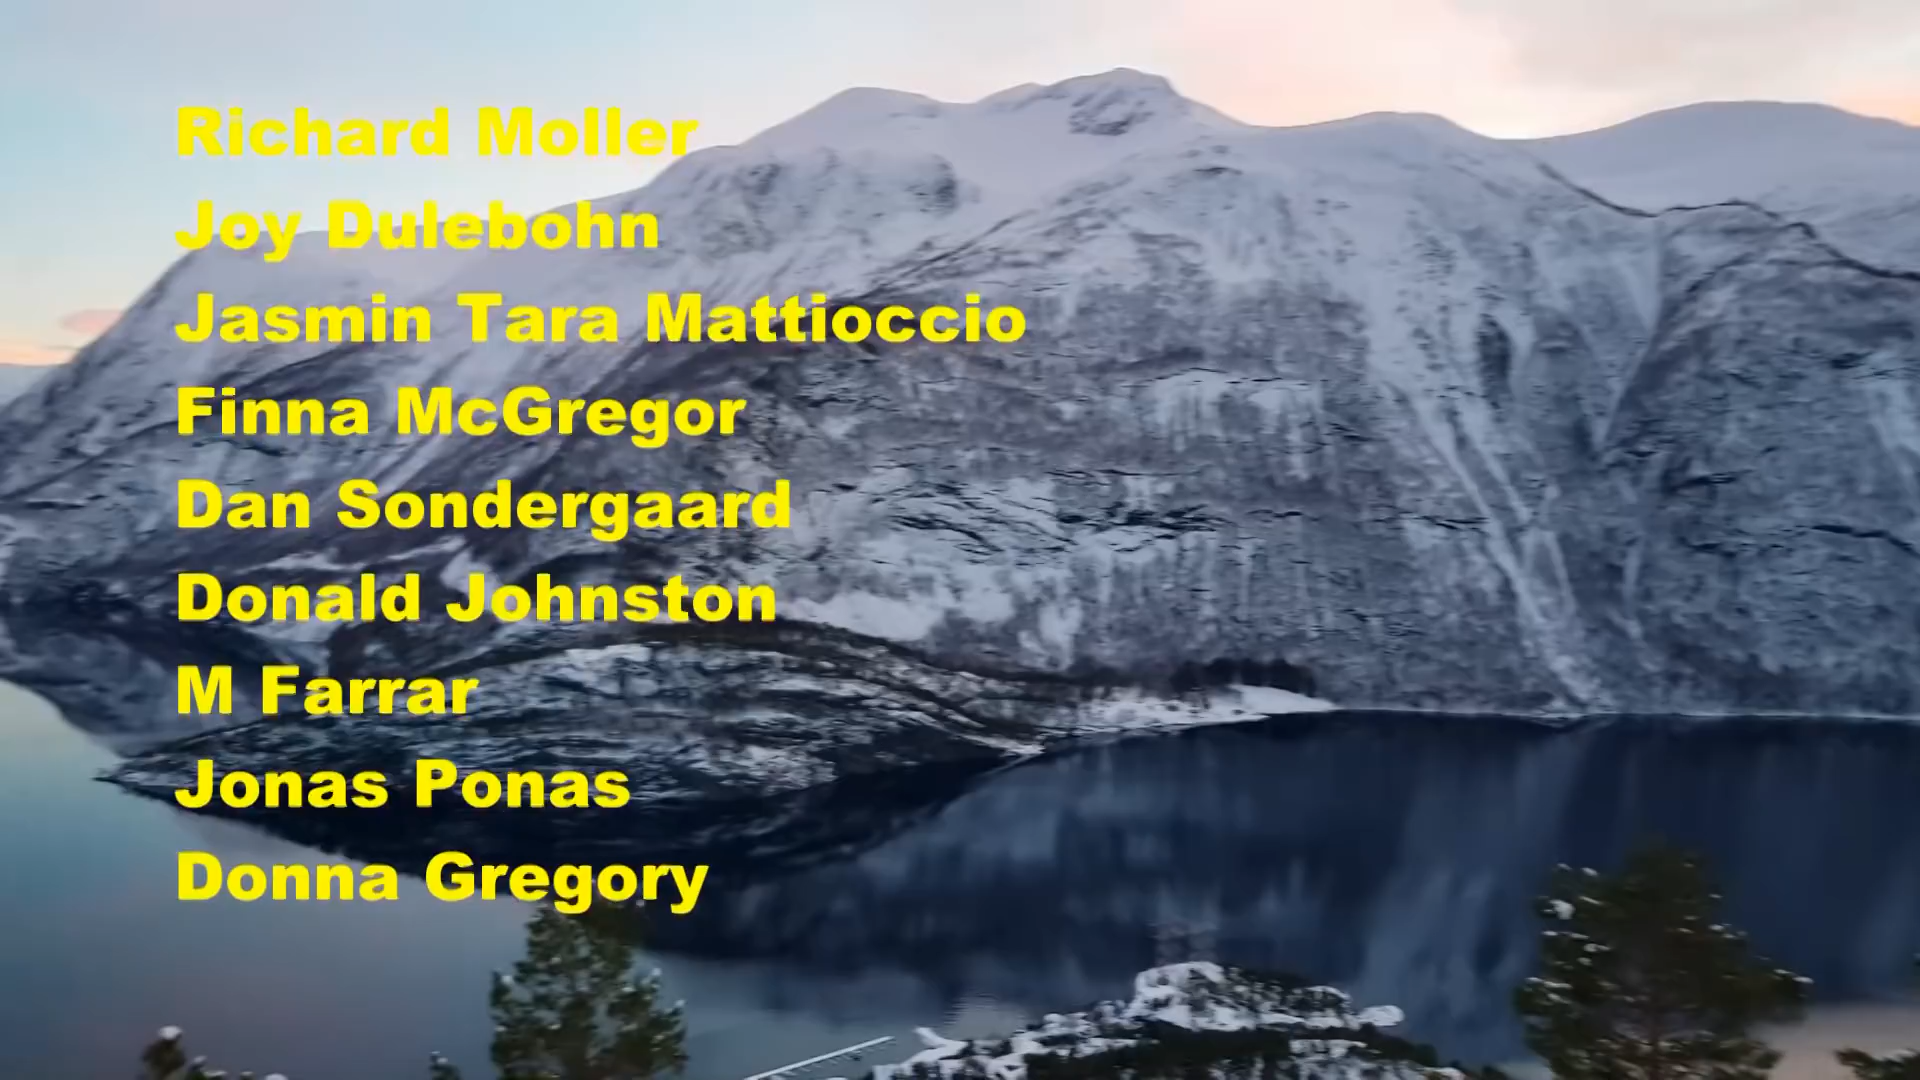 Richard Moller
Joy Dulebohn
Jasmin Tara Mattioccio
Finna McGregor
Dan Sondergaard
Donald Johnston
M Farrar
Jonas Ponas
Donna Gregory